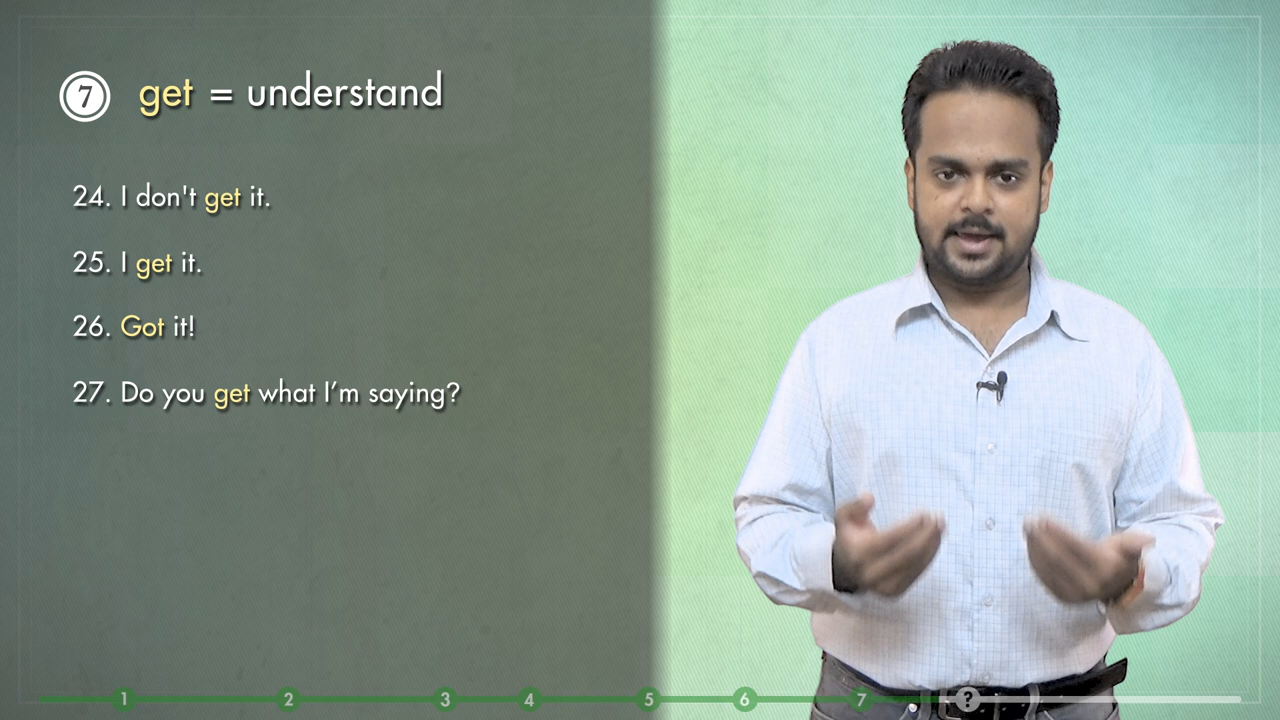 7 get = understand
24. I don't get it.
25. I get it.
26. Got it!
27. Do you get what I’m saying?
1 2 3 4 5 6 7 ?